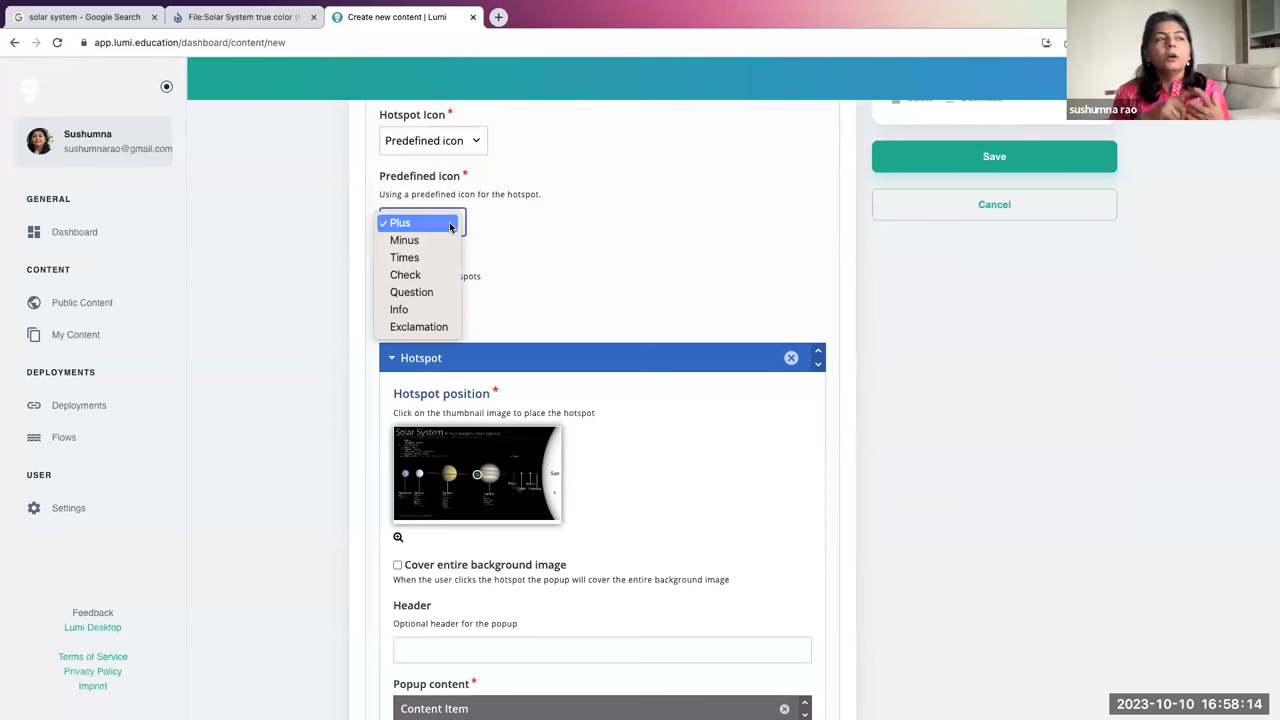 solar system - Google Search
File:Solar System true color (
Create new content | Lumi
app.lumi.education/dashboard/content/new
sushumna rao
Sushumna
sushumnarao@gmail.com
GENERAL
Dashboard
CONTENT
Public Content
My Content
DEPLOYMENTS
Deployments
Flows
USER
Settings
Feedback
Lumi Desktop
Terms of Service
Privacy Policy
Imprint
Hotspot Icon *
Predefined icon
Predefined icon *
Using a predefined icon for the hotspot.
✓ Plus
Minus
Times
Check
Question
Info
Exclamation
spots
Hotspot
Hotspot position *
Click on the thumbnail image to place the hotspot
Solar System
Sun
Cover entire background image
When the user clicks the hotspot the popup will cover the entire background image
Header
Optional header for the popup
Popup content *
Content Item
Save
Cancel
2023-10-10 16:58:14